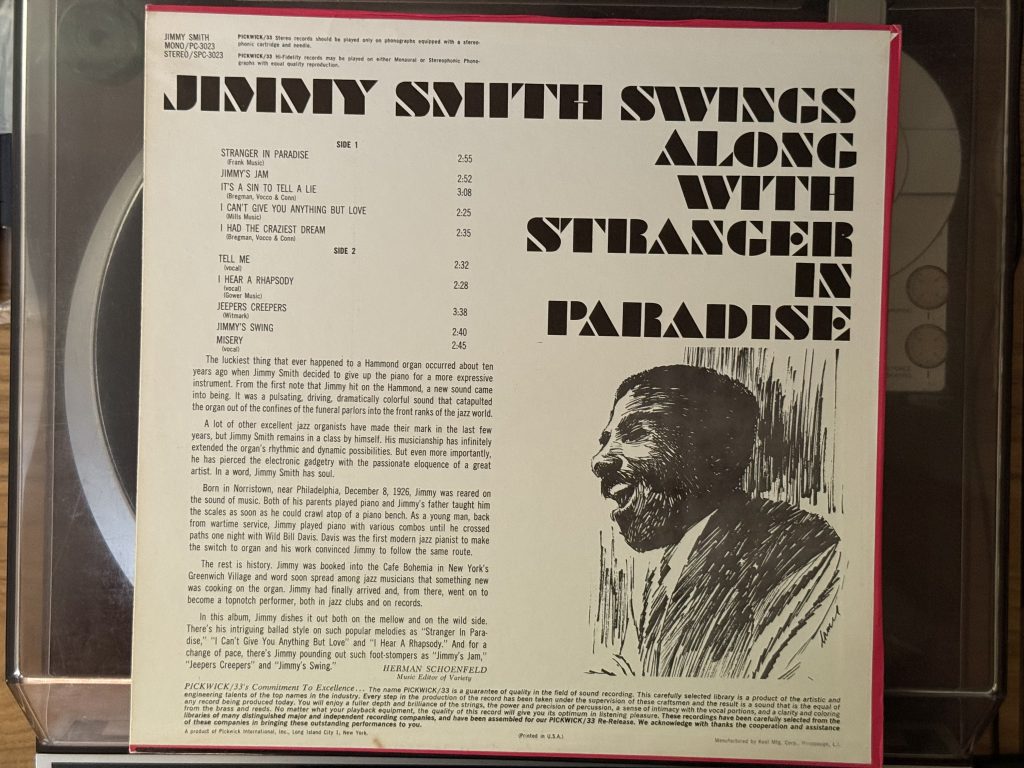 JIMMY SMITH
MONO/PC-3023
STEREO/SPC-3023
PICKWICK/33 Stereo records should be played only on phonographs equipped with a stereo-
phonic cartridge and needle.
PICKWICK/33 Hi-Fidelity records may be played on either Monaural or Stereophonic Phono-
graphs with equal quality reproduction.
JIMMY SMITH SWINGS
ALONG
WITH
STRANGER
IN
PARADISE
SIDE 1
STRANGER IN PARADISE 2:55
(Frank Music)
JIMMY'S JAM 2:52
IT'S A SIN TO TELL A LIE 3:08
(Bregman, Vocco & Conn)
I CAN'T GIVE YOU ANYTHING BUT LOVE 2:25
(Mills Music)
I HAD THE CRAZIEST DREAM 2:35
(Bregman, Vocco & Conn)
SIDE 2
TELL ME 2:32
(vocal)
I HEAR A RHAPSODY 2:28
(vocal)
(Gower Music)
JEEPERS CREEPERS 3:38
(Witmark)
JIMMY'S SWING 2:40
MISERY 2:45
(vocal)
The luckiest thing that ever happened to a Hammond organ occurred about ten
years ago when Jimmy Smith decided to give up the piano for a more expressive
instrument. From the first note that Jimmy hit on the Hammond, a new sound came
into being. It was a pulsating, driving, dramatically colorful sound that catapulted
the organ out of the confines of the funeral parlors into the front ranks of the jazz world.
A lot of other excellent jazz organists have made their mark in the last few
years, but Jimmy Smith remains in a class by himself. His musicianship has infinitely
extended the organ's rhythmic and dynamic possibilities. But even more importantly,
he has pierced the electronic gadgetry with the passionate eloquence of a great
artist. In a word, Jimmy Smith has soul.
Born in Norristown, near Philadelphia, December 8, 1926, Jimmy was reared on
the sound of music. Both of his parents played piano and Jimmy's father taught him
the scales as soon as he could crawl atop of a piano bench. As a young man, back
from wartime service, Jimmy played piano with various combos until he crossed
paths one night with Wild Bill Davis. Davis was the first modern jazz pianist to make
the switch to organ and his work convinced Jimmy to follow the same route.
The rest is history. Jimmy was booked into the Cafe Bohemia in New York's
Greenwich Village and word soon spread among jazz musicians that something new
was cooking on the organ. Jimmy had finally arrived and, from there, went on to
become a topnotch performer, both in jazz clubs and on records.
In this album, Jimmy dishes it out both on the mellow and on the wild side.
There's his intriguing ballad style on such popular melodies as "Stranger In Para-
dise," "I Can't Give You Anything But Love" and "I Hear A Rhapsody." And for a
change of pace, there's Jimmy pounding out such foot-stompers as "Jimmy's Jam,"
"Jeepers Creepers" and "Jimmy's Swing."
HERMAN SCHOENFELD
Music Editor of Variety
PICKWICK/33's Commitment To Excellence... The name PICKWICK/33 is a guarantee of quality in the field of sound recording. This carefully selected library is a product of the artistic and
engineering talents of the top names in the industry. Every step in the production of the record has been taken under the supervision of these craftsmen and the result is a sound that is the equal of
any record being produced today. You will enjoy a fuller depth and brilliance of the strings, the power and precision of percussion, a sense of intimacy with the vocal portions, and a clarity and coloring
from the brass and reeds. No matter what your playback equipment, the quality of this record will give you its optimum in listening pleasure. These recordings have been carefully selected from the
libraries of many distinguished major and independent recording companies, and have been assembled for our PICKWICK/33 Re-Release. We acknowledge with thanks the cooperation and assistance
of these companies in bringing these outstanding performances to you.
A product of Pickwick International, Inc., Long Island City 1, New York.
(Printed in U.S.A.)
Manufactured by Keel Mfg. Corp., Hauppauge, L.I.